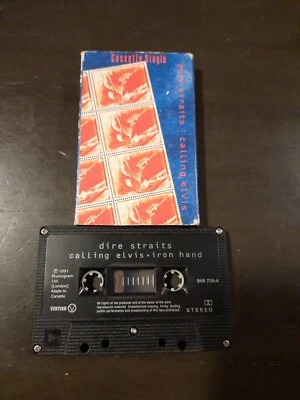 Cassette Single
dire straits : calling elvis
dire straits
calling elvis • iron hand
℗ 1991
Phonogram
Ltd.
(London)
Made in
Canada
868 756-4
VERTIGO
All rights of the producer and of the owner of the work
reproduced reserved. Unauthorized copying, hiring, lending,
public performance and broadcasting of this tape prohibited.
STEREO